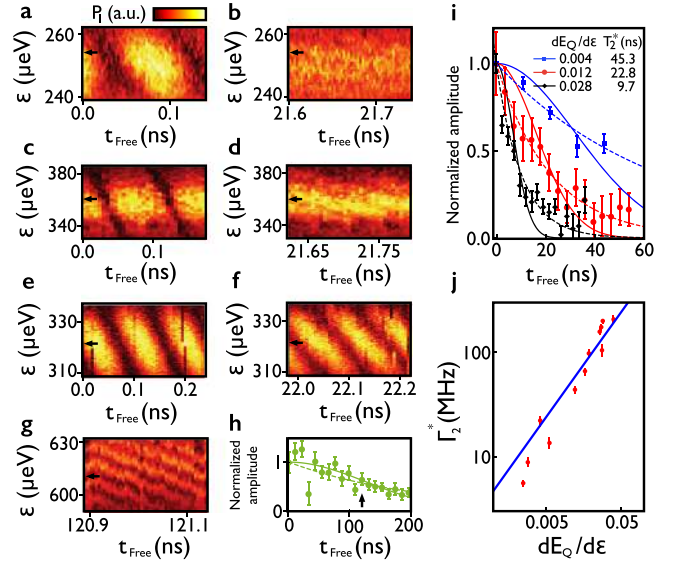 a
P_I (a.u.)
260
240
ε (μeV)
0.0
0.1
t_Free (ns)
b
260
240
ε (μeV)
21.6
21.7
t_Free (ns)
c
380
360
340
ε (μeV)
0.0
0.1
t_Free (ns)
d
380
360
340
ε (μeV)
21.65
21.75
t_Free (ns)
e
330
310
ε (μeV)
0.0
0.1
0.2
t_Free (ns)
f
330
310
ε (μeV)
22.0
22.1
22.2
t_Free (ns)
g
630
600
ε (μeV)
120.9
121.1
t_Free (ns)
h
Normalized
amplitude
1
0
0
100
200
t_Free (ns)
i
dE_Q/dε T_2^* (ns)
0.004 45.3
0.012 22.8
0.028 9.7
Normalized amplitude
1.0
0.5
0.0
0
20
40
60
t_Free (ns)
j
Γ_2^* (MHz)
100
10
0.005
0.05
dE_Q/dε